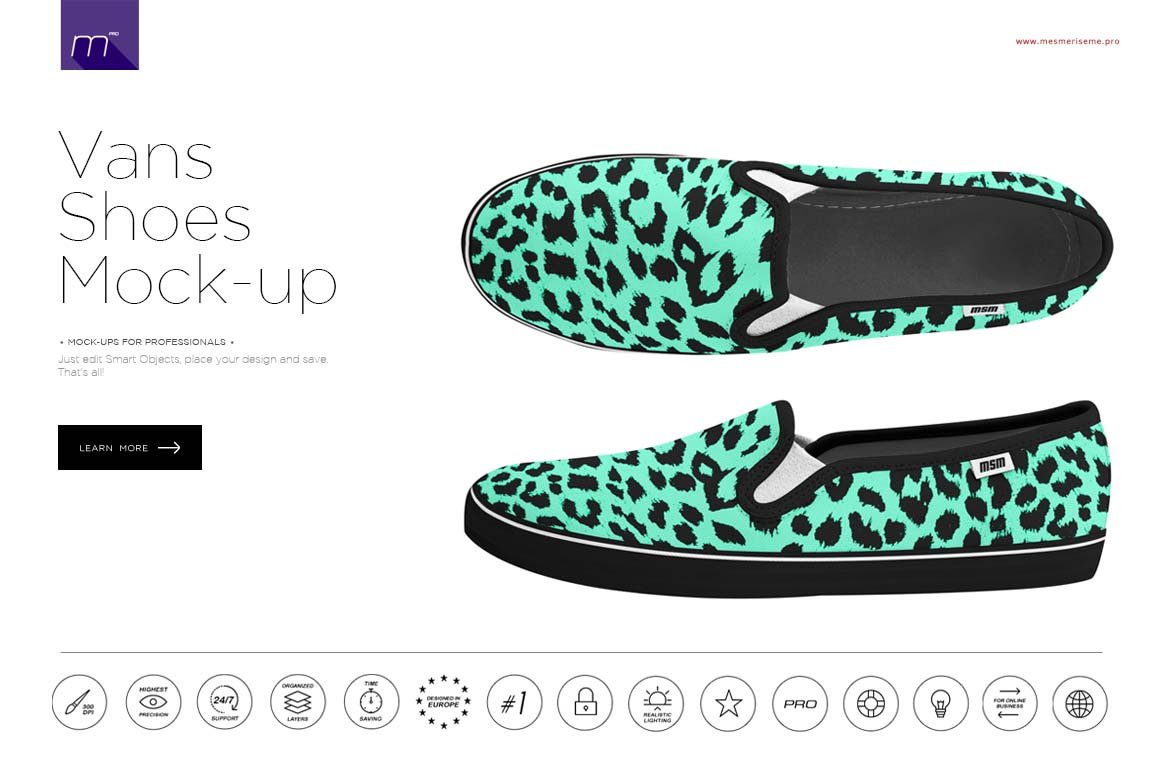 m PRO
www.mesmeriseme.pro
Vans
Shoes
Mock-up
• MOCK-UPS FOR PROFESSIONALS •
Just edit Smart Objects, place your design and save.
That's all!
LEARN MORE
msm
msm
300
DPI
HIGHEST
PRECISION
24/7
SUPPORT
ORGANIZED
LAYERS
TIME
SAVING
DESIGNED IN
EUROPE
#1
REALISTIC
LIGHTING
PRO
FOR ONLINE
BUSINESS